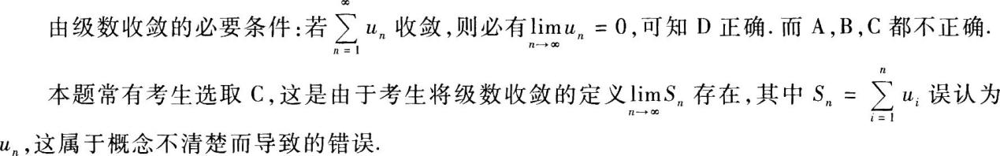 由级数收敛的必要条件:若 $\sum_{n=1}^{\infty} u_n$ 收敛,则必有$\lim_{n\to\infty} u_n = 0$,可知 D 正确.而 A,B,C 都不正确.
本题常有考生选取 C,这是由于考生将级数收敛的定义$\lim_{n\to\infty} S_n$ 存在,其中 $S_n = \sum_{i=1}^{n} u_i$ 误认为
$u_n$,这属于概念不清楚而导致的错误.